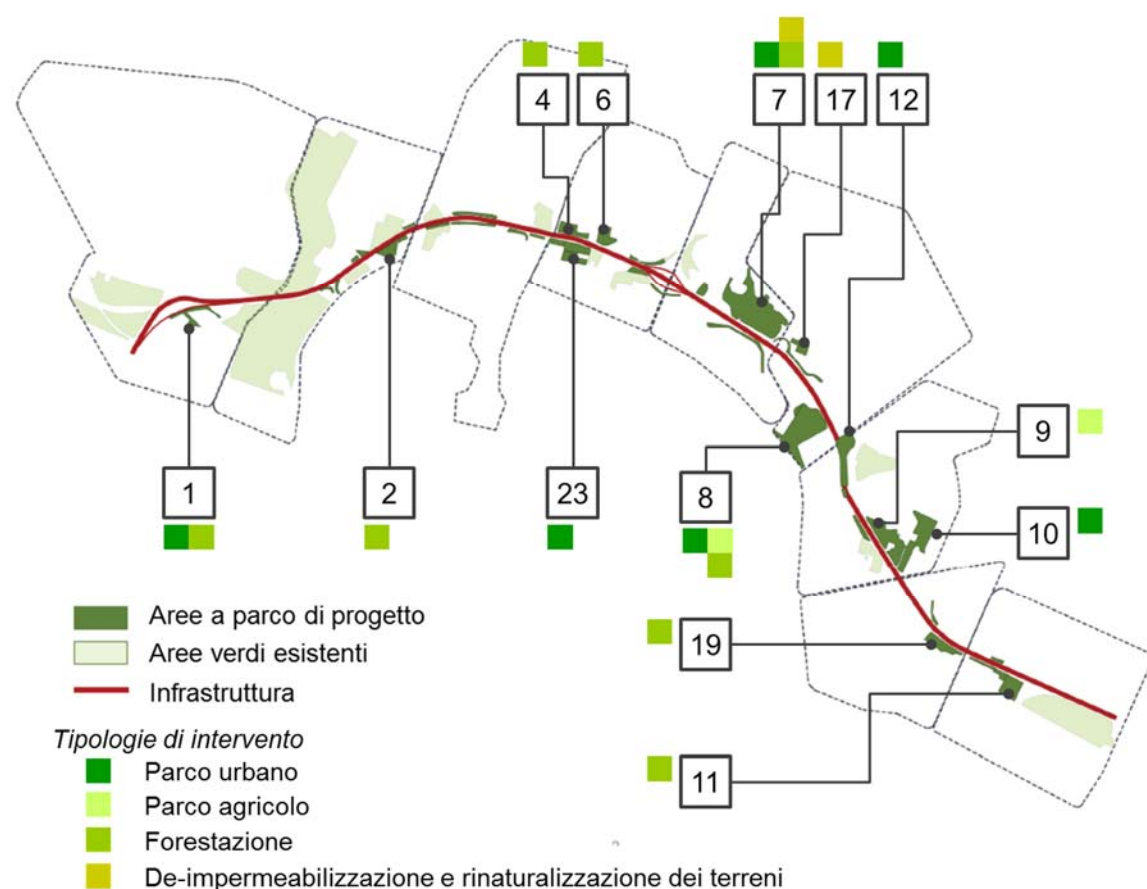 4
6
7
17
12
9
1
2
23
8
10
19
11
Aree a parco di progetto
Aree verdi esistenti
Infrastruttura
Tipologie di intervento
Parco urbano
Parco agricolo
Forestazione
De-impermeabilizzazione e rinaturalizzazione dei terreni